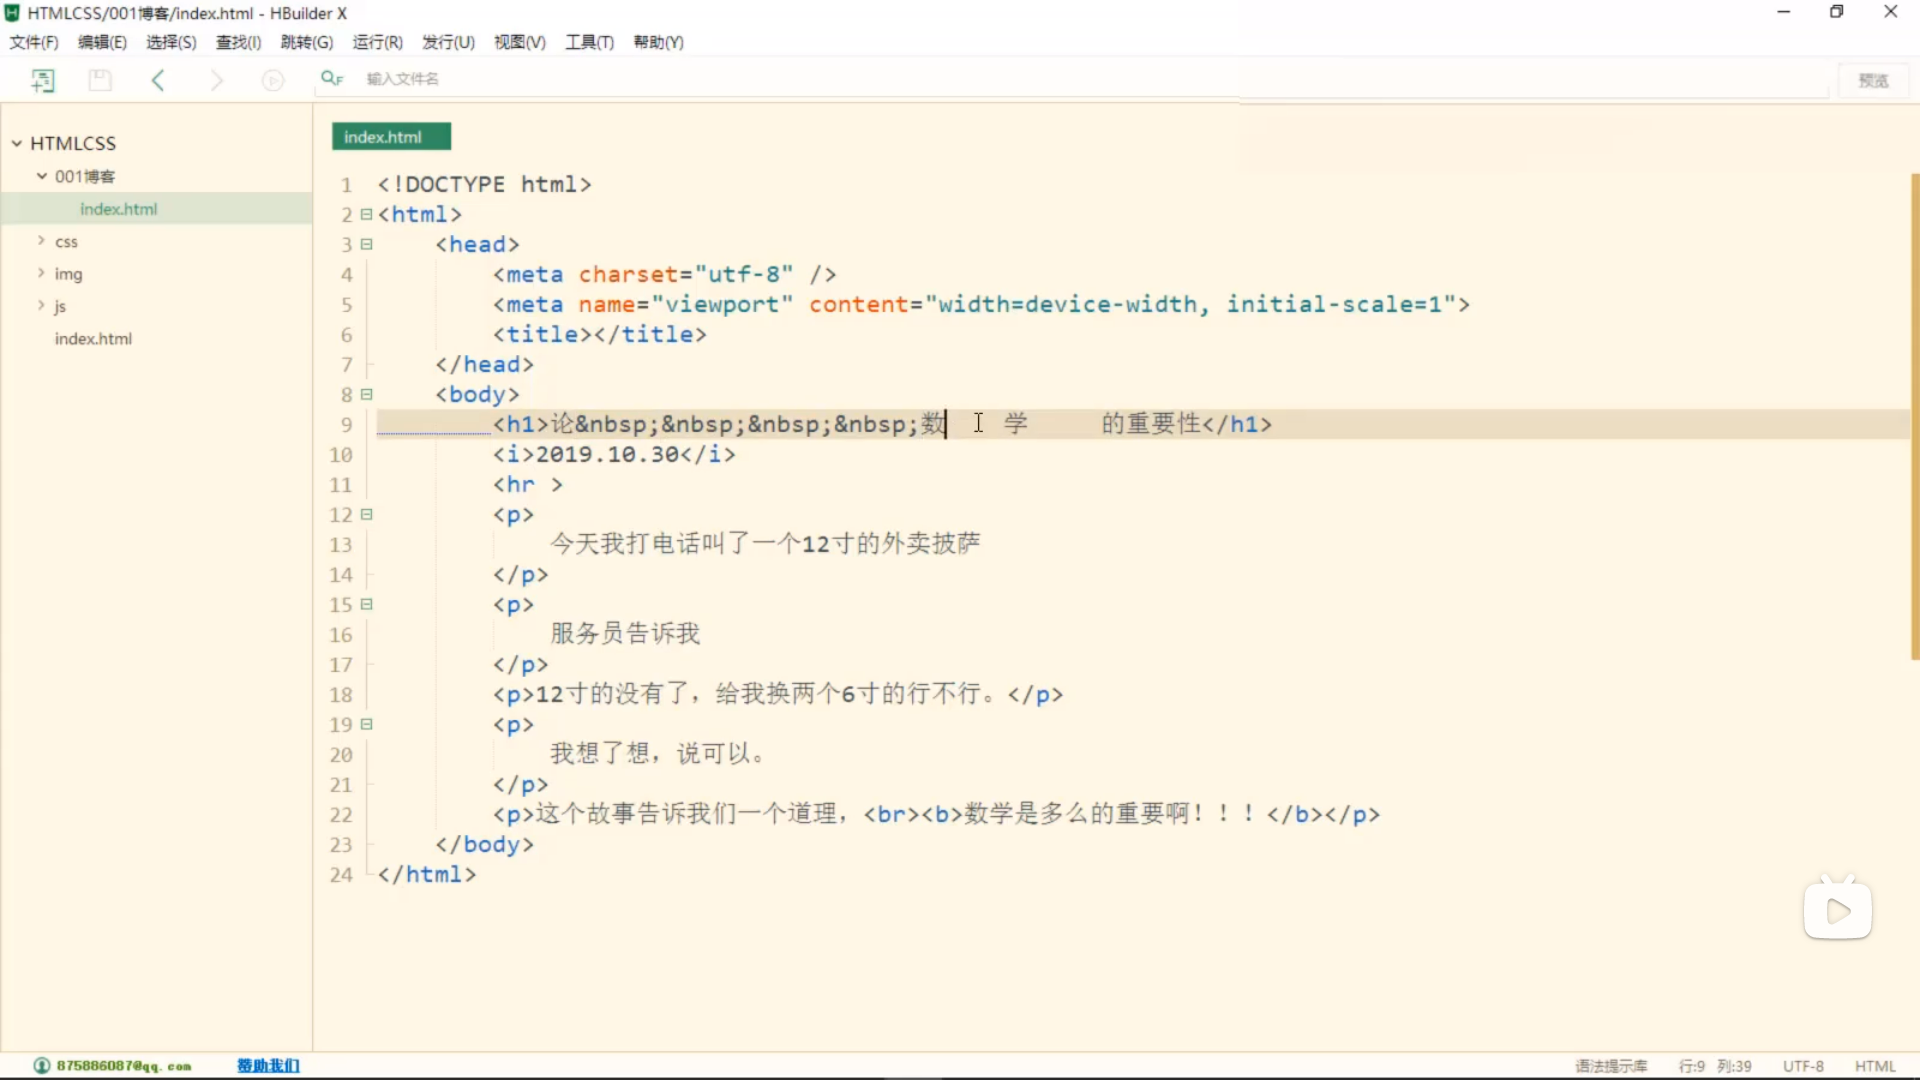 HTMLCSS/001博客/index.html - HBuilder X
文件(F) 编辑(E) 选择(S) 查找(I) 跳转(G) 运行(R) 发行(U) 视图(V) 工具(T) 帮助(Y)
输入文件名
预览
HTMLCSS
001博客
index.html
css
img
js
index.html
index.html
1 <!DOCTYPE html>
2 <html>
3 <head>
4 <meta charset="utf-8" />
5 <meta name="viewport" content="width=device-width, initial-scale=1">
6 <title></title>
7 </head>
8 <body>
9 <h1>论&nbsp;&nbsp;&nbsp;&nbsp;数 学 的重要性</h1>
10 <i>2019.10.30</i>
11 <hr >
12 <p>
13 今天我打电话叫了一个12寸的外卖披萨
14 </p>
15 <p>
16 服务员告诉我
17 </p>
18 <p>12寸的没有了，给我换两个6寸的行不行。</p>
19 <p>
20 我想了想，说可以。
21 </p>
22 <p>这个故事告诉我们一个道理，<br><b>数学是多么的重要啊！！！</b></p>
23 </body>
24 </html>
875886087@qq.com 赞助我们 语法提示库 行:9 列:39 UTF-8 HTML